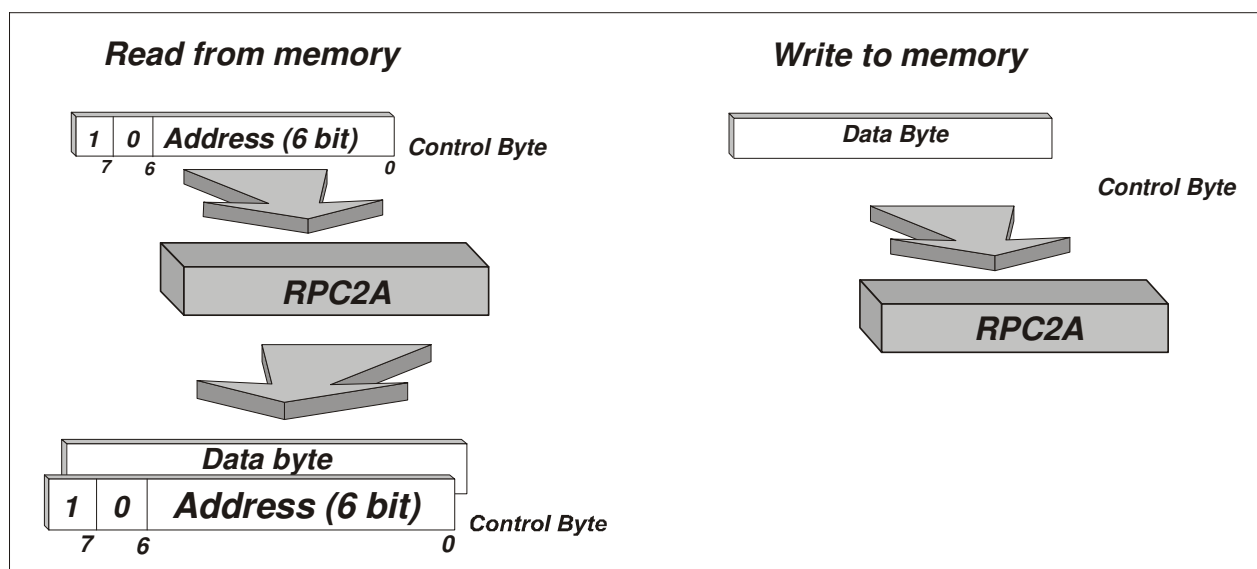 Read from memory
1 0 Address (6 bit)
Control Byte
7 6 0
RPC2A
Data byte
1 0 Address (6 bit)
Control Byte
7 6 0
Write to memory
Data Byte
Control Byte
RPC2A